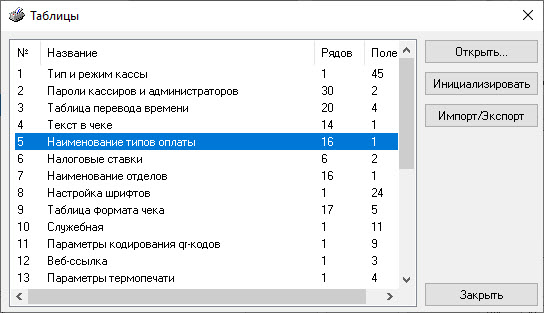 Таблицы
№ Название Рядов Поле
1 Тип и режим кассы 1 45
2 Пароли кассиров и администраторов 30 2
3 Таблица перевода времени 20 4
4 Текст в чеке 14 1
5 Наименование типов оплаты 16 1
6 Налоговые ставки 6 2
7 Наименование отделов 16 1
8 Настройка шрифтов 1 24
9 Таблица формата чека 17 5
10 Служебная 1 11
11 Параметры кодирования qr-кодов 1 9
12 Веб-ссылка 1 3
13 Параметры термопечати 1 4
Открыть...
Инициализировать
Импорт/Экспорт
Закрыть